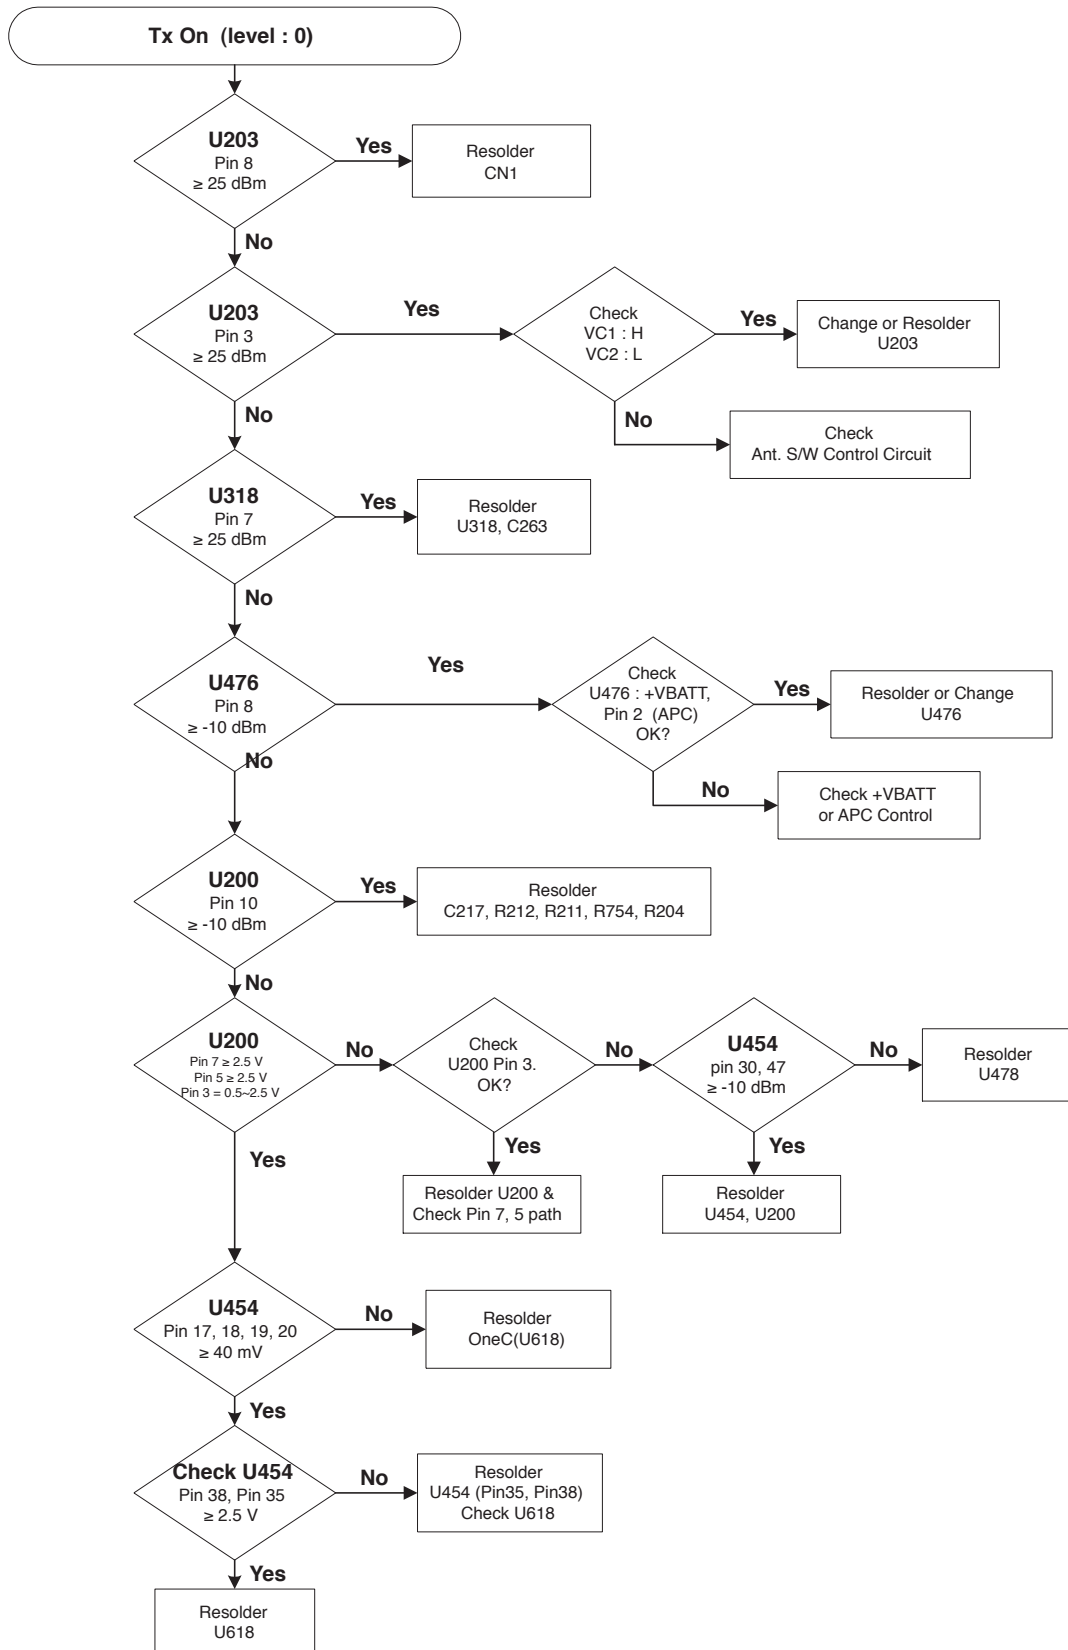 Tx On (level : 0)
U203
Pin 8
≥ 25 dBm
Yes
Resolder
CN1
No
U203
Pin 3
≥ 25 dBm
Yes
Check
VC1 : H
VC2 : L
Yes
Change or Resolder
U203
No
Check
Ant. S/W Control Circuit
No
U318
Pin 7
≥ 25 dBm
Yes
Resolder
U318, C263
No
U476
Pin 8
≥ -10 dBm
Yes
Check
U476 : +VBATT,
Pin 2 (APC)
OK?
Yes
Resolder or Change
U476
No
Check +VBATT
or APC Control
No
U200
Pin 10
≥ -10 dBm
Yes
Resolder
C217, R212, R211, R754, R204
No
U200
Pin 7 ≥ 2.5 V
Pin 5 ≥ 2.5 V
Pin 3 = 0.5~2.5 V
No
Check
U200 Pin 3.
OK?
No
U454
pin 30, 47
≥ -10 dBm
No
Resolder
U478
Yes
Resolder U200 &
Check Pin 7, 5 path
Yes
Resolder
U454, U200
Yes
U454
Pin 17, 18, 19, 20
≥ 40 mV
No
Resolder
OneC(U618)
Yes
Check U454
Pin 38, Pin 35
≥ 2.5 V
No
Resolder
U454 (Pin35, Pin38)
Check U618
Yes
Resolder
U618